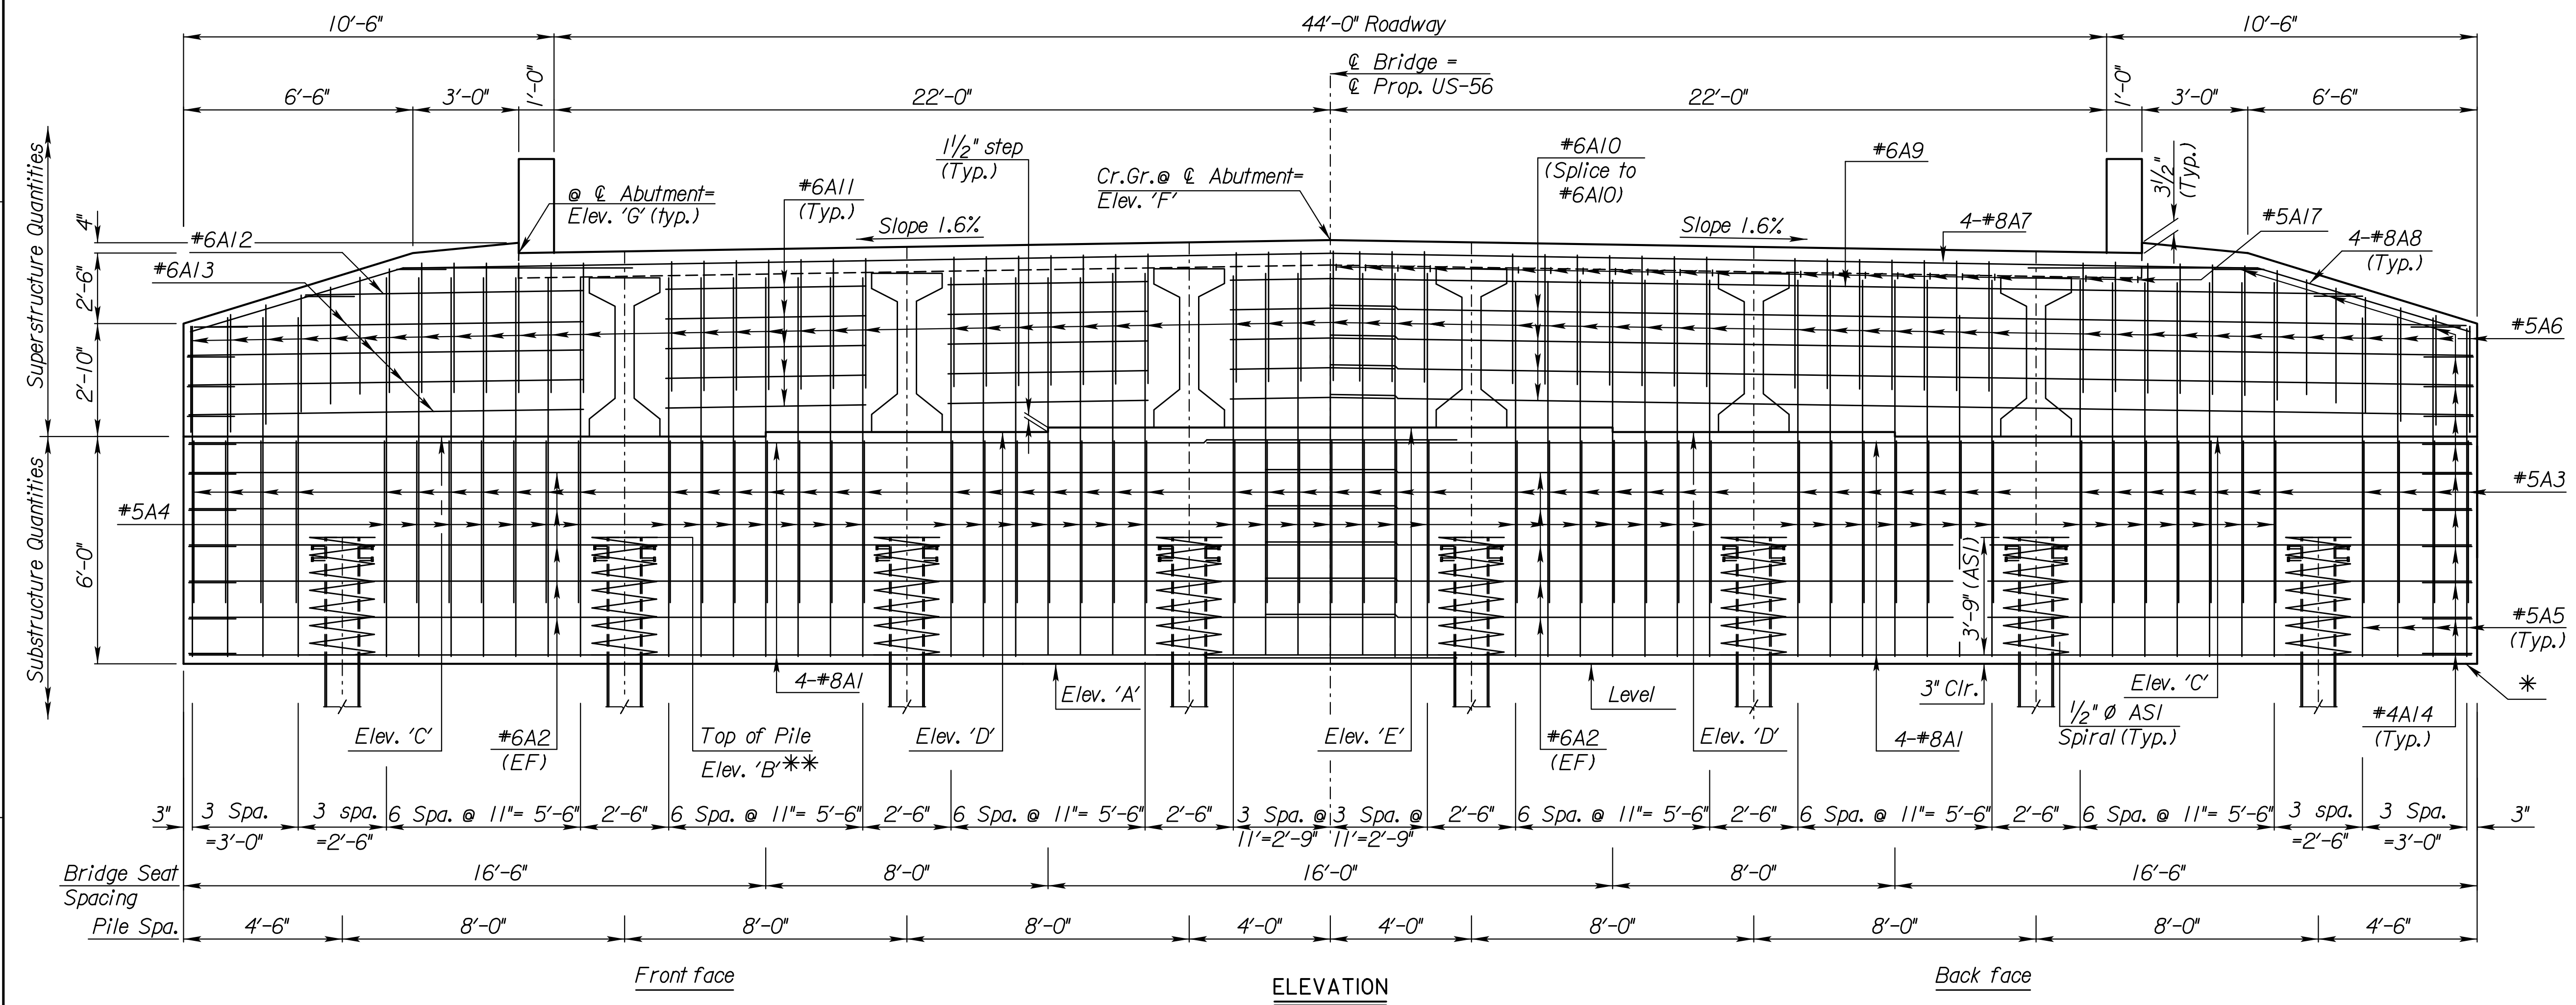 10'-6"
44'-0" Roadway
10'-6"
℄ Bridge =
℄ Prop. US-56
6'-6"
3'-0"
1'-0"
22'-0"
22'-0"
1'-0"
3'-0"
6'-6"
Superstructure Quantities
Substructure Quantities
4"
2'-6"
2'-10"
6'-0"
#6A12
#6A13
@ ℄ Abutment=
Elev. 'G' (typ.)
#6A11
(Typ.)
Slope 1.6%
1 1/2" step
(Typ.)
Cr.Gr.@ ℄ Abutment=
Elev. 'F'
#6A10
(Splice to
#6A10)
#6A9
Slope 1.6%
4-#8A7
3 1/2"
(Typ.)
#5A17
4-#8A8
(Typ.)
#5A6
#5A3
#5A4
3'-9" (AS1)
#5A5
(Typ.)
*
4-#8A1
Elev. 'A'
Level
3" Clr.
Elev. 'C'
#4A14
(Typ.)
Elev. 'C'
#6A2
(EF)
Top of Pile
Elev. 'B'**
Elev. 'D'
Elev. 'E'
#6A2
(EF)
Elev. 'D'
4-#8A1
1/2" Ø AS1
Spiral (Typ.)
3"
3 Spa.
=3'-0"
3 spa.
=2'-6"
6 Spa. @ 11"= 5'-6"
2'-6"
6 Spa. @ 11"= 5'-6"
2'-6"
6 Spa. @ 11"= 5'-6"
2'-6"
3 Spa. @
11'=2'-9"
3 Spa. @
11'=2'-9"
2'-6"
6 Spa. @ 11"= 5'-6"
2'-6"
6 Spa. @ 11"= 5'-6"
2'-6"
6 Spa. @ 11"= 5'-6"
3 spa.
=2'-6"
3 Spa.
=3'-0"
3"
Bridge Seat
Spacing
16'-6"
8'-0"
16'-0"
8'-0"
16'-6"
Pile Spa.
4'-6"
8'-0"
8'-0"
8'-0"
4'-0"
4'-0"
8'-0"
8'-0"
8'-0"
4'-6"
Front face
ELEVATION
Back face